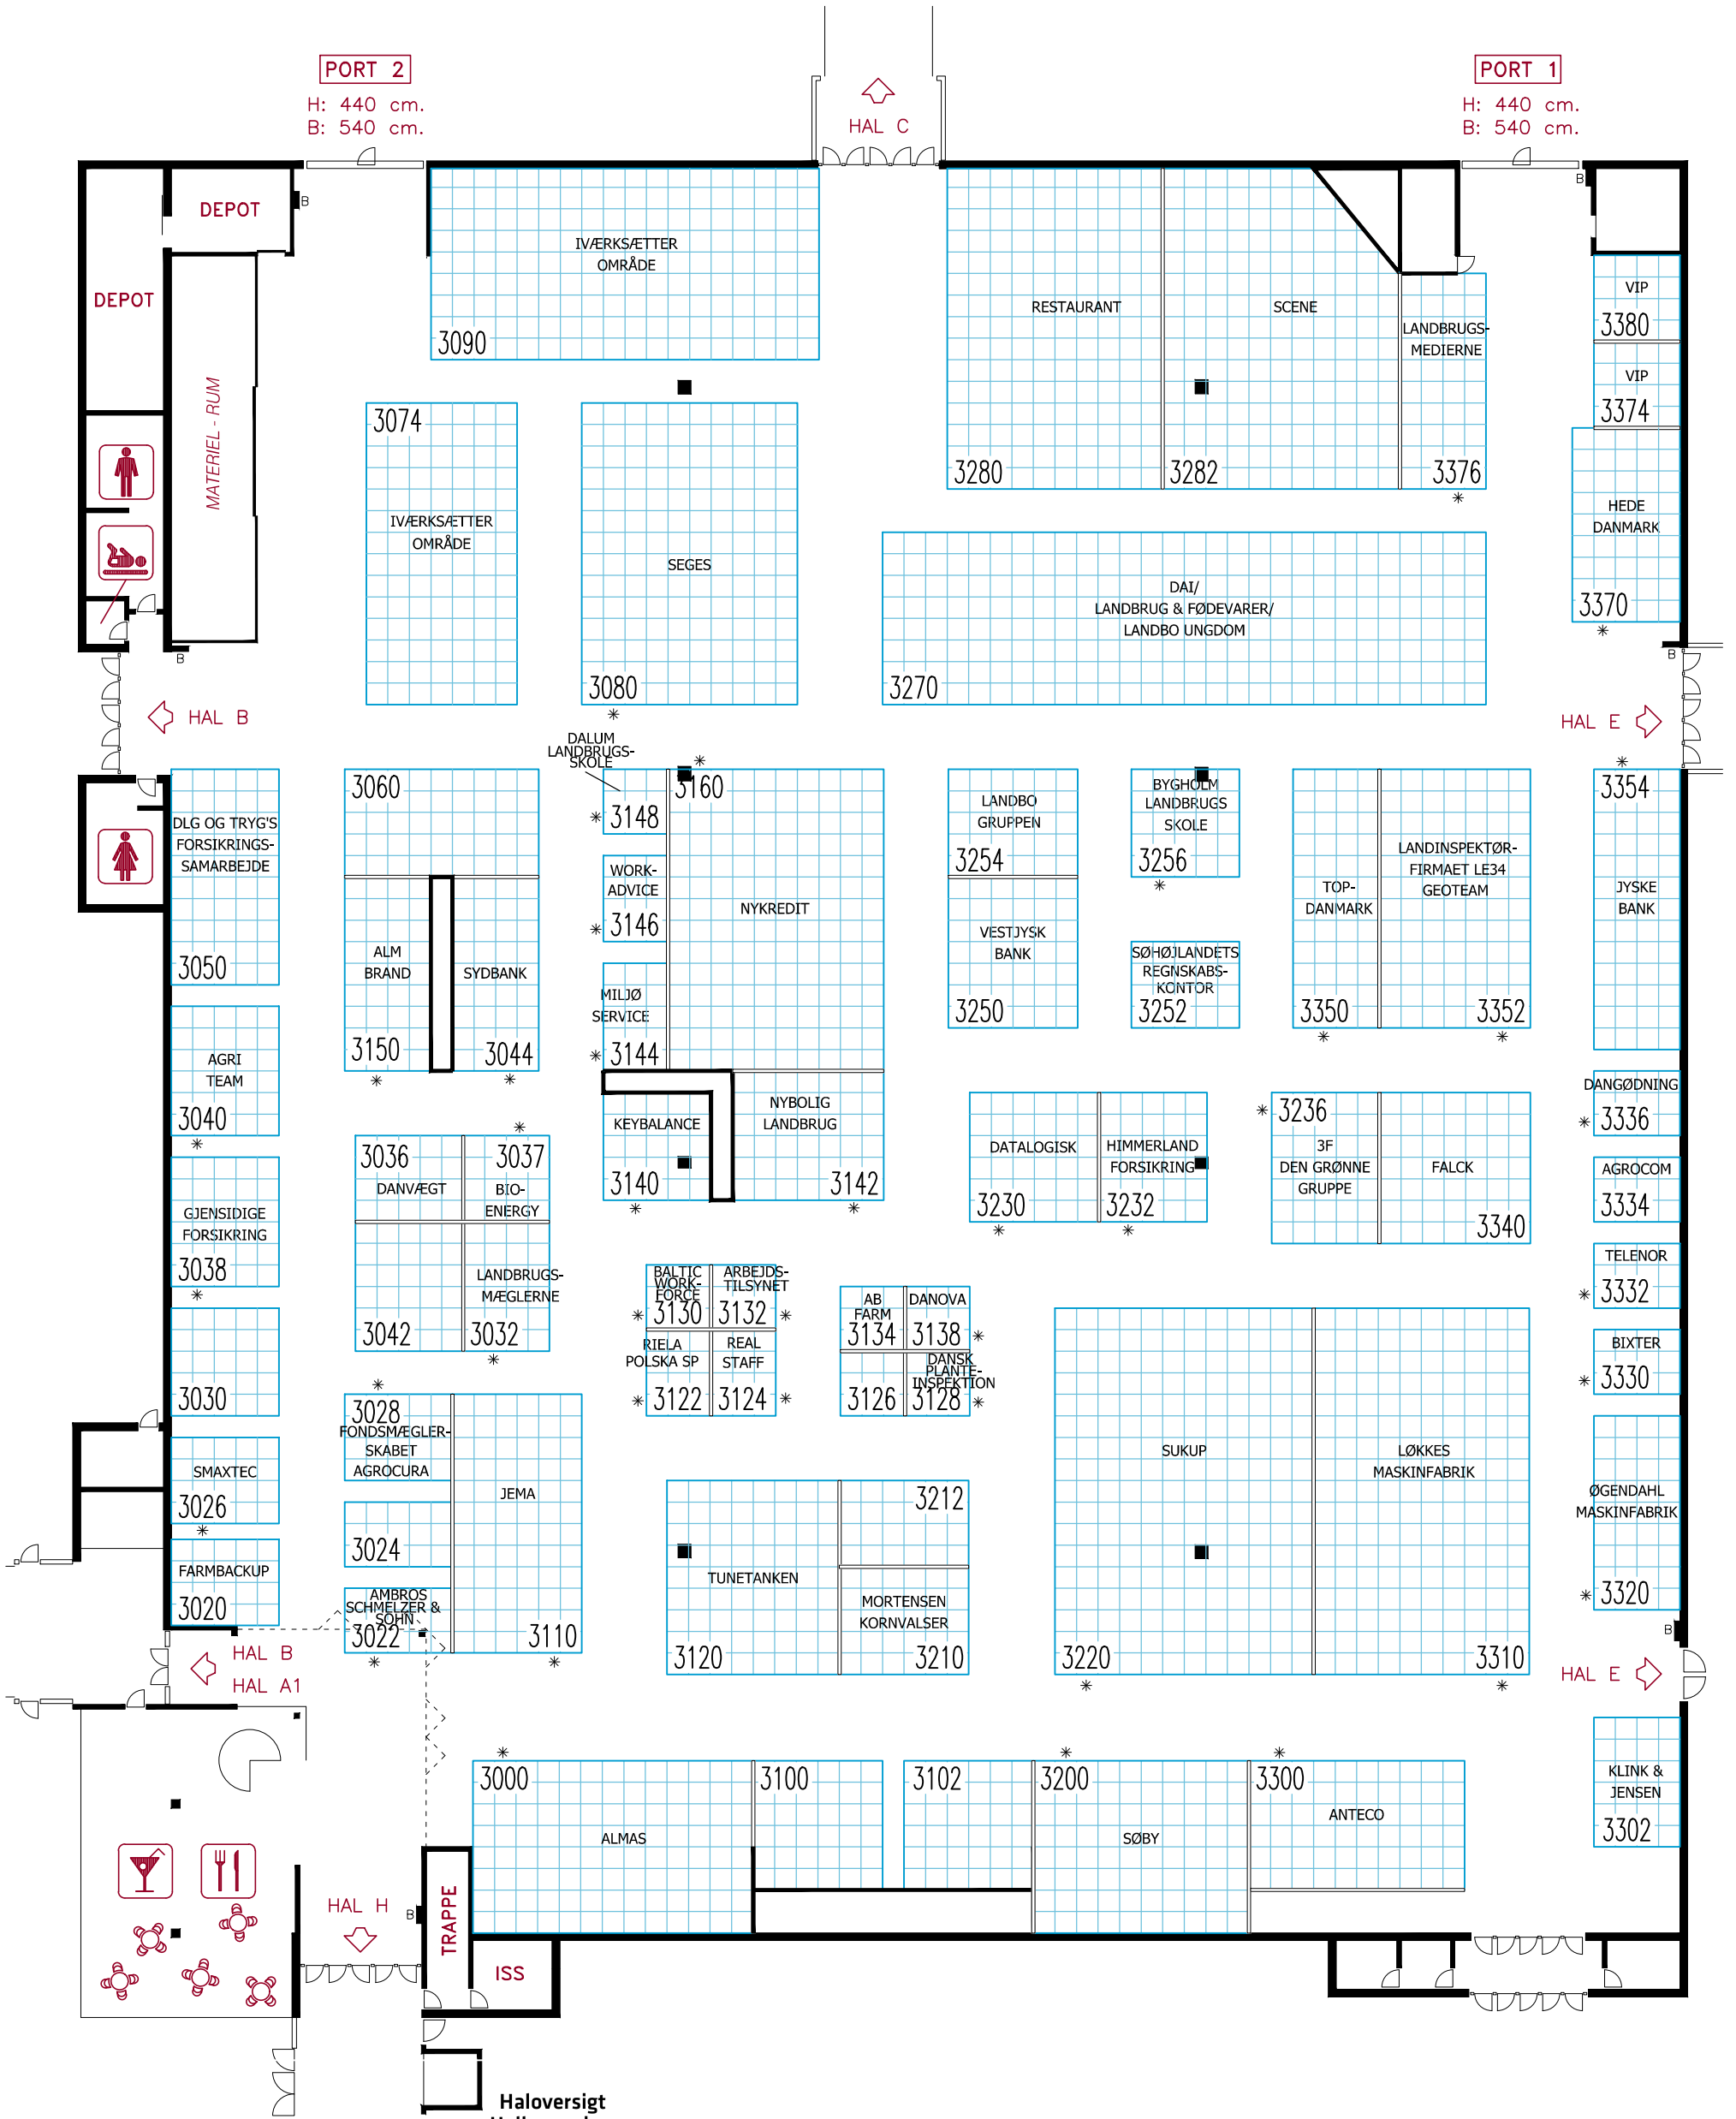 PORT 2
H: 440 cm.
B: 540 cm.
HAL C
PORT 1
H: 440 cm.
B: 540 cm.
DEPOT
B
B
DEPOT
MATERIEL - RUM
IVÆRKSÆTTER
OMRÅDE
3090
RESTAURANT
3280
SCENE
3282
LANDBRUGS-
MEDIERNE
3376
*
VIP
3380
VIP
3374
HEDE
DANMARK
3370
*
3074
IVÆRKSÆTTER
OMRÅDE
SEGES
3080
*
DAI/
LANDBRUG & FØDEVARER/
LANDBO UNGDOM
3270
B
HAL B
B
HAL E
DLG OG TRYG'S
FORSIKRINGS-
SAMARBEJDE
3050
3060
ALM
BRAND
3150
*
SYDBANK
3044
*
DALUM
LANDBRUGS-
SKOLE
* 3148
WORK-
ADVICE
* 3146
MILJØ
SERVICE
* 3144
*
3160
NYKREDIT
LANDBO
GRUPPEN
3254
VESTJYSK
BANK
3250
BYGHOLM
LANDBRUGS
SKOLE
3256
*
SØHØJLANDETS
REGNSKABS-
KONTOR
3252
TOP-
DANMARK
3350
*
LANDINSPEKTØR-
FIRMAET LE34
GEOTEAM
3352
*
*
3354
JYSKE
BANK
AGRI
TEAM
3040
*
KEYBALANCE
3140
*
NYBOLIG
LANDBRUG
3142
*
DATALOGISK
3230
*
HIMMERLAND
FORSIKRING
3232
*
* 3236
3F
DEN GRØNNE
GRUPPE
FALCK
3340
DANGØDNING
* 3336
AGROCOM
3334
TELENOR
* 3332
BIXTER
* 3330
GJENSIDIGE
FORSIKRING
3038
*
3036
DANVÆGT
*
3037
BIO-
ENERGY
3042
LANDBRUGS-
MÆGLERNE
3032
*
BALTIC
WORK-
FORCE
* 3130
ARBEJDS-
TILSYNET
3132 *
RIELA
POLSKA SP
* 3122
REAL
STAFF
3124 *
AB
FARM
3134
DANOVA
3138 *
3126
DANSK
PLANTE-
INSPEKTION
3128 *
3030
SMAXTEC
3026
*
FARMBACKUP
3020
*
3028
FONDSMÆGLER-
SKABET
AGROCURA
3024
AMBROS
SCHMELZER &
SOHN
3022
*
JEMA
3110
*
TUNETANKEN
3120
3212
MORTENSEN
KORNVALSER
3210
SUKUP
3220
*
LØKKES
MASKINFABRIK
3310
*
ØGENDAHL
MASKINFABRIK
* 3320
B
HAL B
HAL A1
HAL E
*
3000
ALMAS
3100
3102
*
3200
SØBY
*
3300
ANTECO
KLINK &
JENSEN
3302
HAL H
B
TRAPPE
ISS
Haloversigt